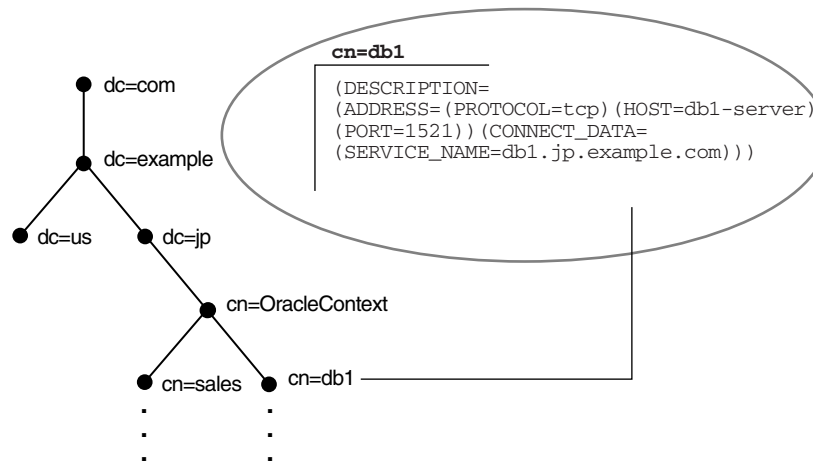 cn=db1
(DESCRIPTION=
(ADDRESS=(PROTOCOL=tcp)(HOST=db1-server)
(PORT=1521))(CONNECT_DATA=
(SERVICE_NAME=db1.jp.example.com)))
dc=com
dc=example
dc=us
dc=jp
cn=OracleContext
cn=sales
cn=db1